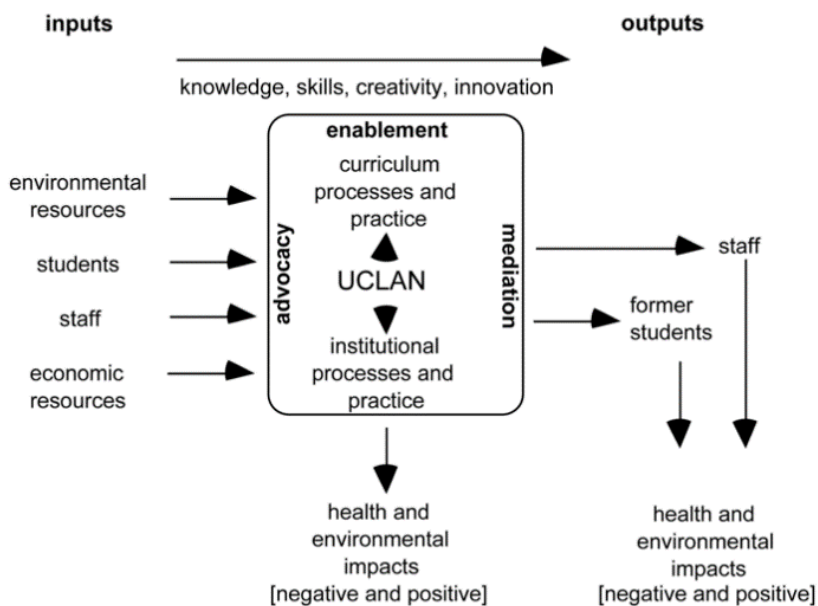 inputs
outputs
knowledge, skills, creativity, innovation
enablement
curriculum
processes and
practice
environmental
resources
students
staff
economic
resources
advocacy
UCLAN
mediation
institutional
processes and
practice
staff
former
students
health and
environmental
impacts
[negative and positive]
health and
environmental
impacts
[negative and positive]